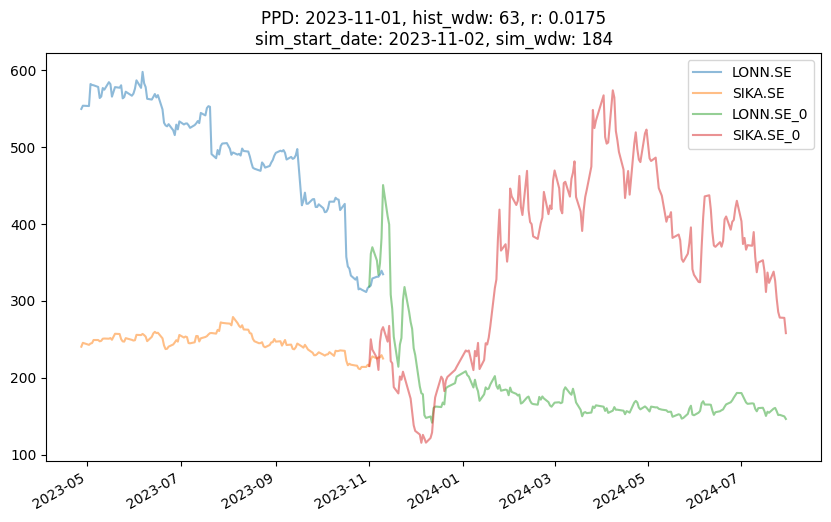 PPD: 2023-11-01, hist_wdw: 63, r: 0.0175
sim_start_date: 2023-11-02, sim_wdw: 184
LONN.SE
SIKA.SE
LONN.SE_0
SIKA.SE_0
600
500
400
300
200
100
2023-05
2023-07
2023-09
2023-11
2024-01
2024-03
2024-05
2024-07